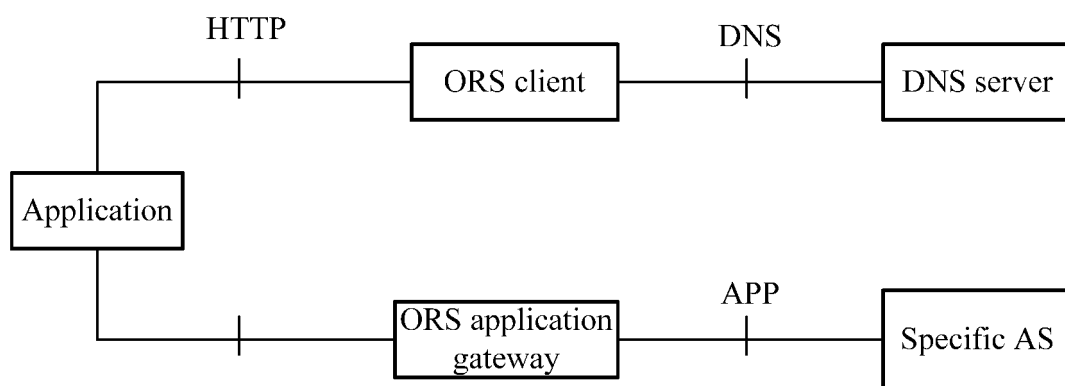 HTTP
DNS
ORS client
DNS server
Application
APP
ORS application
gateway
Specific AS